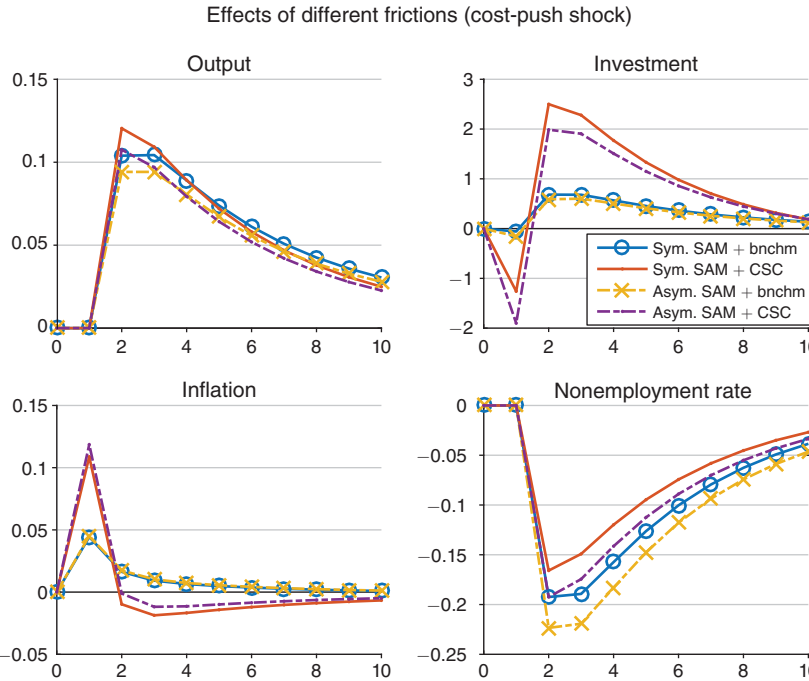 Effects of different frictions (cost-push shock)
Output
0.15
0.1
0.05
0
0 2 4 6 8 10
Investment
3
2
1
0
−1
−2
0 2 4 6 8 10
Sym. SAM + bnchm
Sym. SAM + CSC
Asym. SAM + bnchm
Asym. SAM + CSC
Inflation
0.15
0.1
0.05
0
−0.05
0 2 4 6 8 10
Nonemployment rate
0
−0.05
−0.1
−0.15
−0.2
−0.25
0 2 4 6 8 10